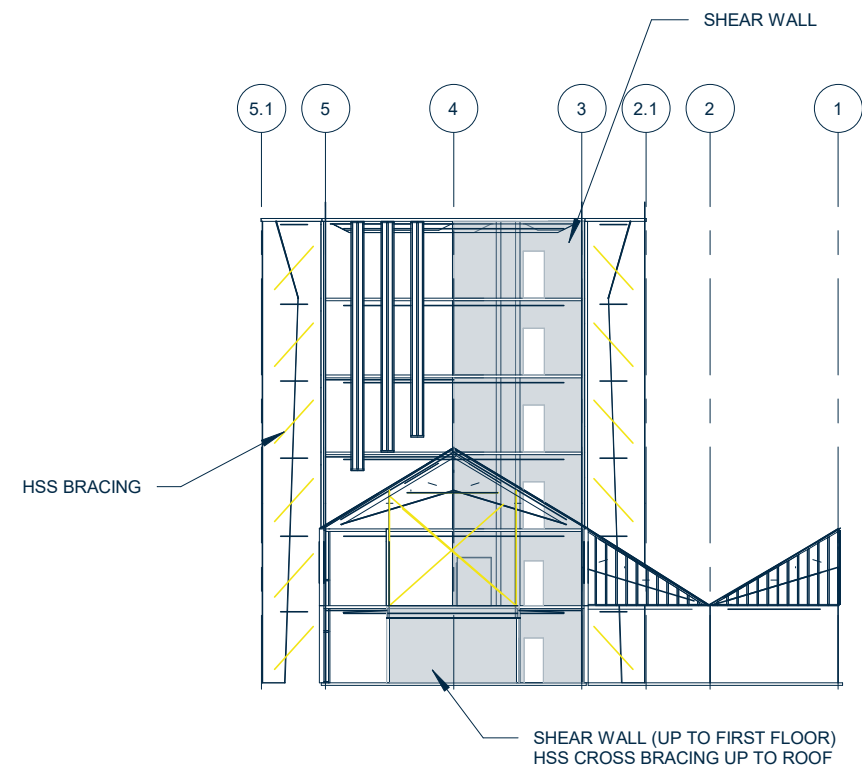 SHEAR WALL
5.1 5 4 3 2.1 2 1
HSS BRACING
SHEAR WALL (UP TO FIRST FLOOR)
HSS CROSS BRACING UP TO ROOF